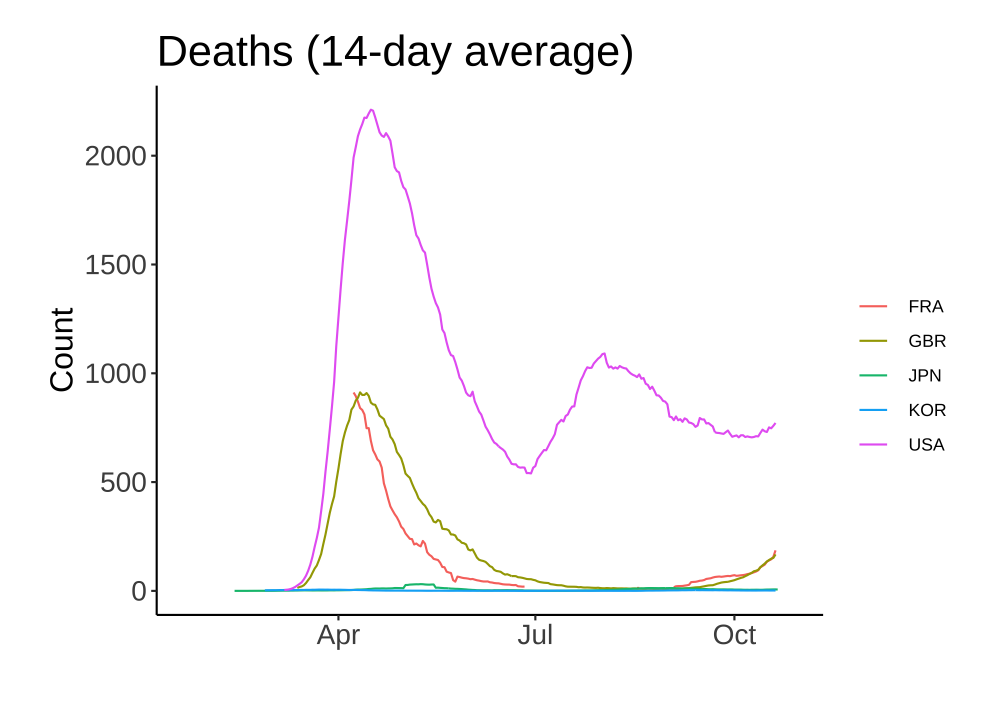 Deaths (14-day average)
Count
2000
1500
1000
500
0
Apr
Jul
Oct
FRA
GBR
JPN
KOR
USA